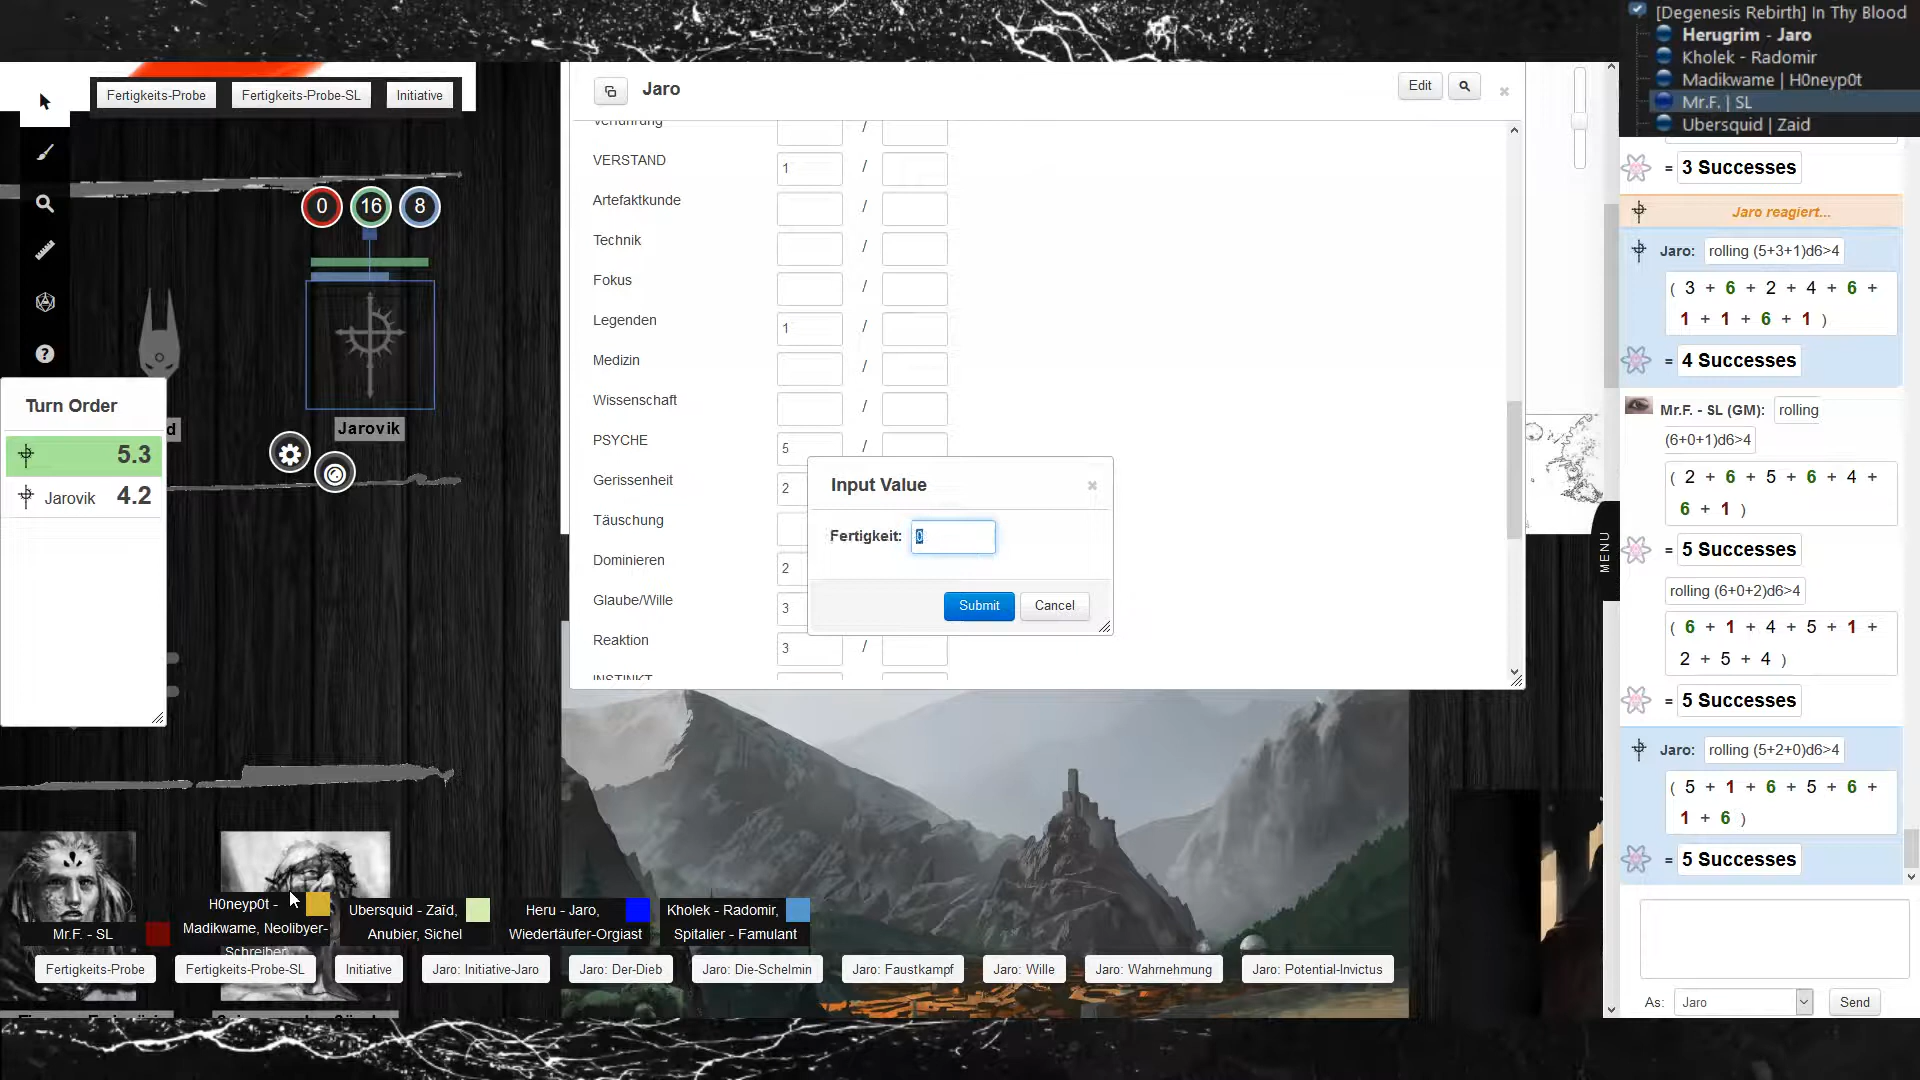 [Degenesis Rebirth] In Thy Blood
Herugrim - Jaro
Kholek - Radomir
Madikwame | H0neyp0t
Mr.F. | SL
Ubersquid | Zaid
Fertigkeits-Probe
Fertigkeits-Probe-SL
Initiative
0
16
8
Jarovik
d
Turn Order
5.3
Jarovik 4.2
Jaro
Edit
Verführung /
VERSTAND 1 /
Artefaktkunde /
Technik /
Fokus /
Legenden 1 /
Medizin /
Wissenschaft /
PSYCHE 5 /
Gerissenheit 2
Täuschung
Dominieren 2
Glaube/Wille 3
Reaktion 3 /
INSTINKT
Input Value
Fertigkeit: 0
Submit
Cancel
MENU
= 3 Successes
Jaro reagiert...
Jaro: rolling (5+3+1)d6>4
( 3 + 6 + 2 + 4 + 6 +
1 + 1 + 6 + 1 )
= 4 Successes
Mr.F. - SL (GM): rolling
(6+0+1)d6>4
( 2 + 6 + 5 + 6 + 4 +
6 + 1 )
= 5 Successes
rolling (6+0+2)d6>4
( 6 + 1 + 4 + 5 + 1 +
2 + 5 + 4 )
= 5 Successes
Jaro: rolling (5+2+0)d6>4
( 5 + 1 + 6 + 5 + 6 +
1 + 6 )
= 5 Successes
As: Jaro
Send
Mr.F. - SL
H0neyp0t -
Madikwame, Neolibyer-
Schreiber
Ubersquid - Zaïd,
Anubier, Sichel
Heru - Jaro,
Wiedertäufer-Orgiast
Kholek - Radomir,
Spitalier - Famulant
Fertigkeits-Probe
Fertigkeits-Probe-SL
Initiative
Jaro: Initiative-Jaro
Jaro: Der-Dieb
Jaro: Die-Schelmin
Jaro: Faustkampf
Jaro: Wille
Jaro: Wahrnehmung
Jaro: Potential-Invictus